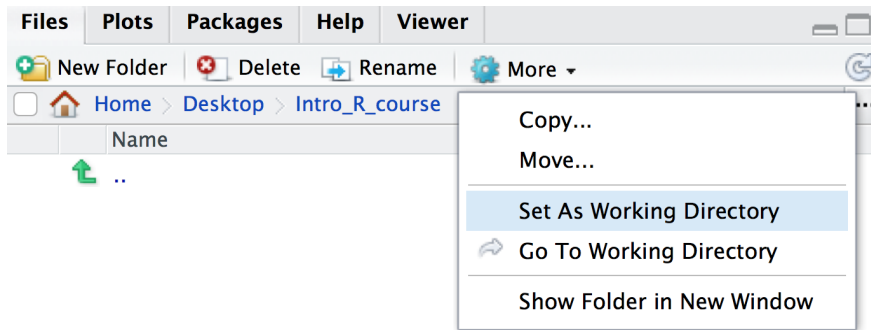 Files Plots Packages Help Viewer
New Folder Delete Rename More
Home Desktop Intro_R_course ...
Name
..
Copy...
Move...
Set As Working Directory
Go To Working Directory
Show Folder in New Window